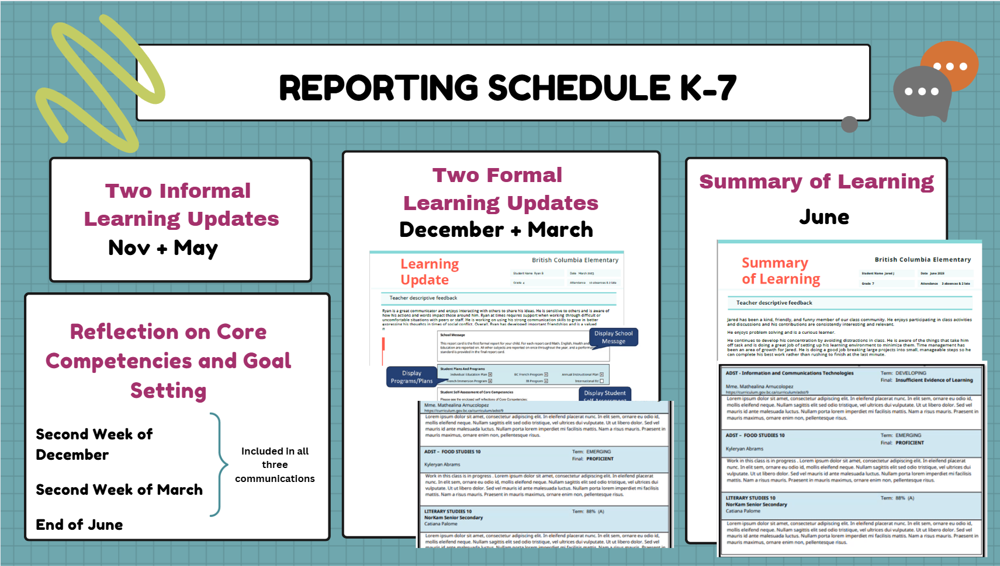 REPORTING SCHEDULE K-7
Two Informal
Learning Updates
Nov + May
Reflection on Core
Competencies and Goal
Setting
Second Week of
December
Second Week of March
End of June
Included in all
three
communications
Two Formal
Learning Updates
December + March
Learning
Update
British Columbia Elementary
Student Name Ryan B
Date March 2023
Grade 4
Attendance 10 absences & 2 late
Teacher descriptive feedback
Ryan is a great communicator and enjoys interacting with others to share his ideas. He is sensitive to others and is aware of
how his actions and words impact those around him. Ryan at times requires support when working through difficult or
uncomfortable situations with peers or staff. He is working on using his strong communication skills to grow in better
expressing his thoughts in times of social conflict. Overall, Ryan has developed important friendships and is a valued
School Message
This report card is the first formal report for your child. For each report card Math, English, Health and
Education are reported on. All other subjects are reported on once throughout the year, and a
standard is provided in the final report card.
Display School
Message
Student Plans And Programs
Individual Education Plan
BC French Program
Annual Instructional Plan
French Immersion Program
IB Program
International Ed
Display
Programs/Plans
Student Self-Assessment of Core Competencies
Please see the enclosed self reflections of Core Competencies:
Display Student
Self Assessment
Mme. Mathealina Arnucolopez
https://curriculum.gov.bc.ca/curriculum/adst/9
Lorem ipsum dolor sit amet, consectetur adipiscing elit. In eleifend placerat nunc. In elit sem, ornare eu odio id,
mollis eleifend neque. Nullam sagittis elit sed odio tristique, vel ultrices dui vulputate. Ut ut libero dolor. Sed vel
mauris id ante malesuada luctus. Nullam porta lorem imperdiet mi facilisis mattis. Nam a risus mauris. Praesent in
mauris maximus, ornare enim non, pellentesque risus.
ADST – FOOD STUDIES 10
Term: EMERGING
Final: PROFICIENT
Kyleryan Abrams
Work in this class is in progress . Lorem ipsum dolor sit amet, consectetur adipiscing elit. In eleifend placerat
nunc. In elit sem, ornare eu odio id, mollis eleifend neque. Nullam sagittis elit sed odio tristique, vel ultrices dui
vulputate. Ut ut libero dolor. Sed vel mauris id ante malesuada luctus. Nullam porta lorem imperdiet mi facilisis
mattis. Nam a risus mauris. Praesent in mauris maximus, ornare enim non, pellentesque risus.
LITERARY STUDIES 10
Term: 88% (A)
NorKam Senior Secondary
Catiana Palome
Lorem ipsum dolor sit amet, consectetur adipiscing elit. In eleifend placerat nunc. In elit sem, ornare eu odio id,
mollis eleifend neque. Nullam sagittis elit sed odio tristique, vel ultrices dui vulputate. Ut ut libero dolor. Sed vel
mauris id ante malesuada luctus. Nullam porta lorem imperdiet mi facilisis mattis. Nam a risus mauris. Praesent in
Summary of Learning
June
Summary
of Learning
British Columbia Elementary
Student Name Jared J
Date June 2023
Grade 7
Attendance 3 absences & 2 late
Teacher descriptive feedback
Jared has been a kind, friendly, and funny member of our class community. He enjoys participating in class activities
and discussions and his contributions are consistently interesting and relevant.
He enjoys problem solving and is a curious learner.
He continues to develop his concentration by avoiding distractions in class. He is aware of the things that take him
off task and is doing a great job of setting up his learning environment to minimize them. Time management has
been an area of growth for Jared. He is doing a good job breaking large projects into small, manageable steps so he
can complete his best work rather than rushing to finish at the last minute.
ADST - Information and Communications Technologies
Term: DEVELOPING
Final: Insufficient Evidence of Learning
Mme. Mathealina Arnucolopez
https://curriculum.gov.bc.ca/curriculum/adst/9
Lorem ipsum dolor sit amet, consectetur adipiscing elit. In eleifend placerat nunc. In elit sem, ornare eu odio id,
mollis eleifend neque. Nullam sagittis elit sed odio tristique, vel ultrices dui vulputate. Ut ut libero dolor. Sed vel
mauris id ante malesuada luctus. Nullam porta lorem imperdiet mi facilisis mattis. Nam a risus mauris. Praesent in
mauris maximus, ornare enim non, pellentesque risus.
ADST – FOOD STUDIES 10
Term: EMERGING
Final: PROFICIENT
Kyleryan Abrams
Work in this class is in progress . Lorem ipsum dolor sit amet, consectetur adipiscing elit. In eleifend placerat
nunc. In elit sem, ornare eu odio id, mollis eleifend neque. Nullam sagittis elit sed odio tristique, vel ultrices dui
vulputate. Ut ut libero dolor. Sed vel mauris id ante malesuada luctus. Nullam porta lorem imperdiet mi facilisis
mattis. Nam a risus mauris. Praesent in mauris maximus, ornare enim non, pellentesque risus.
LITERARY STUDIES 10
Term: 88% (A)
NorKam Senior Secondary
Catiana Palome
Lorem ipsum dolor sit amet, consectetur adipiscing elit. In eleifend placerat nunc. In elit sem, ornare eu odio id,
mollis eleifend neque. Nullam sagittis elit sed odio tristique, vel ultrices dui vulputate. Ut ut libero dolor. Sed vel
mauris id ante malesuada luctus. Nullam porta lorem imperdiet mi facilisis mattis. Nam a risus mauris. Praesent in
mauris maximus, ornare enim non, pellentesque risus.